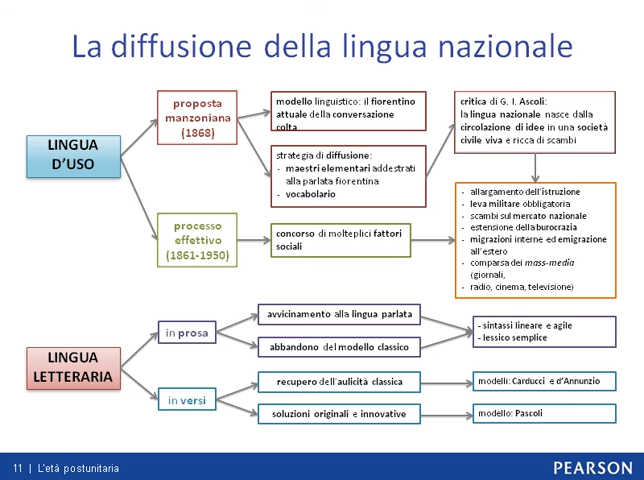 La diffusione della lingua nazionale
LINGUA
D'USO
proposta
manzoniana
(1868)
modello linguistico: il fiorentino
attuale della conversazione
colta
strategia di diffusione:
- maestri elementari addestrati
alla parlata fiorentina
- vocabolario
critica di G. I. Ascoli:
la lingua nazionale nasce dalla
circolazione di idee in una società
civile viva e ricca di scambi
processo
effettivo
(1861-1950)
concorso di molteplici fattori
sociali
- allargamento dell'istruzione
- leva militare obbligatoria
- scambi sul mercato nazionale
- estensione della burocrazia
- migrazioni interne ed emigrazione
all'estero
- comparsa dei mass-media
(giornali,
- radio, cinema, televisione)
LINGUA
LETTERARIA
in prosa
avvicinamento alla lingua parlata
abbandono del modello classico
- sintassi lineare e agile
- lessico semplice
in versi
recupero dell'aulicità classica
modelli: Carducci e d'Annunzio
soluzioni originali e innovative
modello: Pascoli
11 | L'età postunitaria
PEARSON